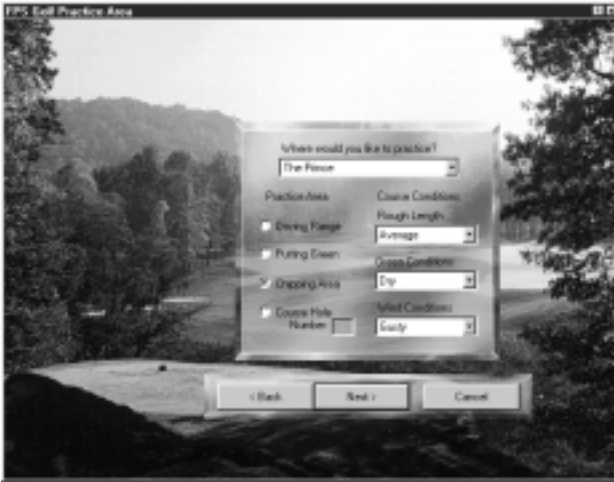 FPS Golf Practice Area
Where would you like to practice?
The Prince
Practice Area
Course Conditions
Rough Length
Driving Range
Average
Putting Green
Green Conditions
Chipping Area
Dry
Course Hole
Number
Wind Conditions
Gusty
< Back
Next >
Cancel